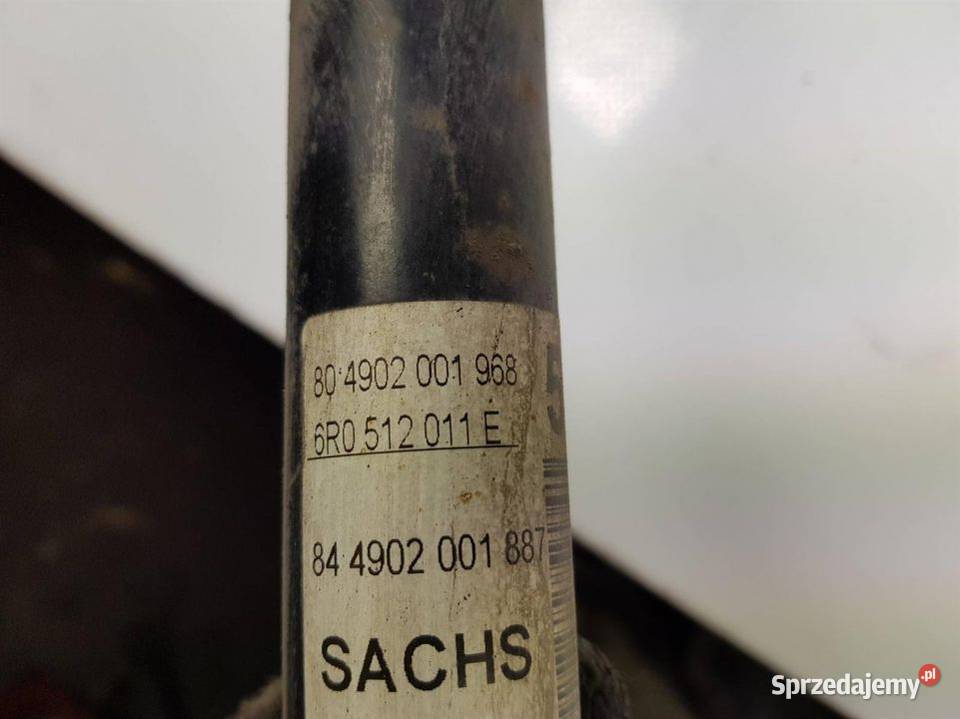 80 4902 001 968
6R0 512 011 E
84 4902 001 887
SACHS
Sprzedajemy.pl